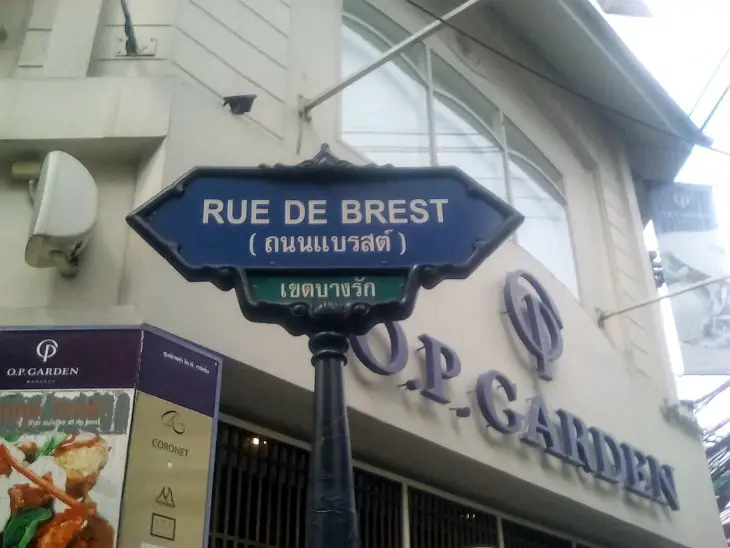 RUE DE BREST
( ถนนแบรสต์ )
เขตบางรัก
O.P. GARDEN
O.P. GARDEN
BANGKOK
CORONET